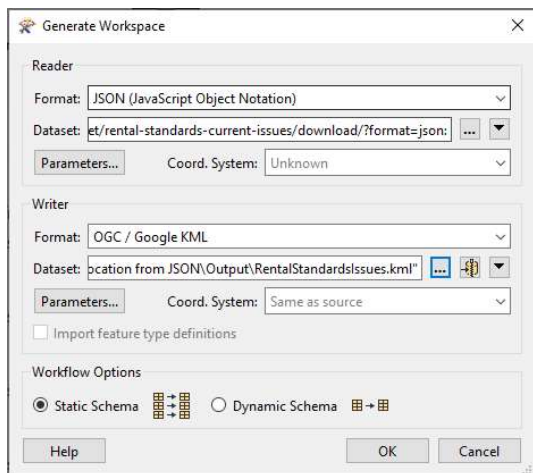 Generate Workspace
Reader
Format: JSON (JavaScript Object Notation)
Dataset: et/rental-standards-current-issues/download/?format=json: ...
Parameters... Coord. System: Unknown
Writer
Format: OGC / Google KML
Dataset: ocation from JSON\Output\RentalStandardsIssues.kml" ...
Parameters... Coord. System: Same as source
Import feature type definitions
Workflow Options
Static Schema Dynamic Schema
Help OK Cancel